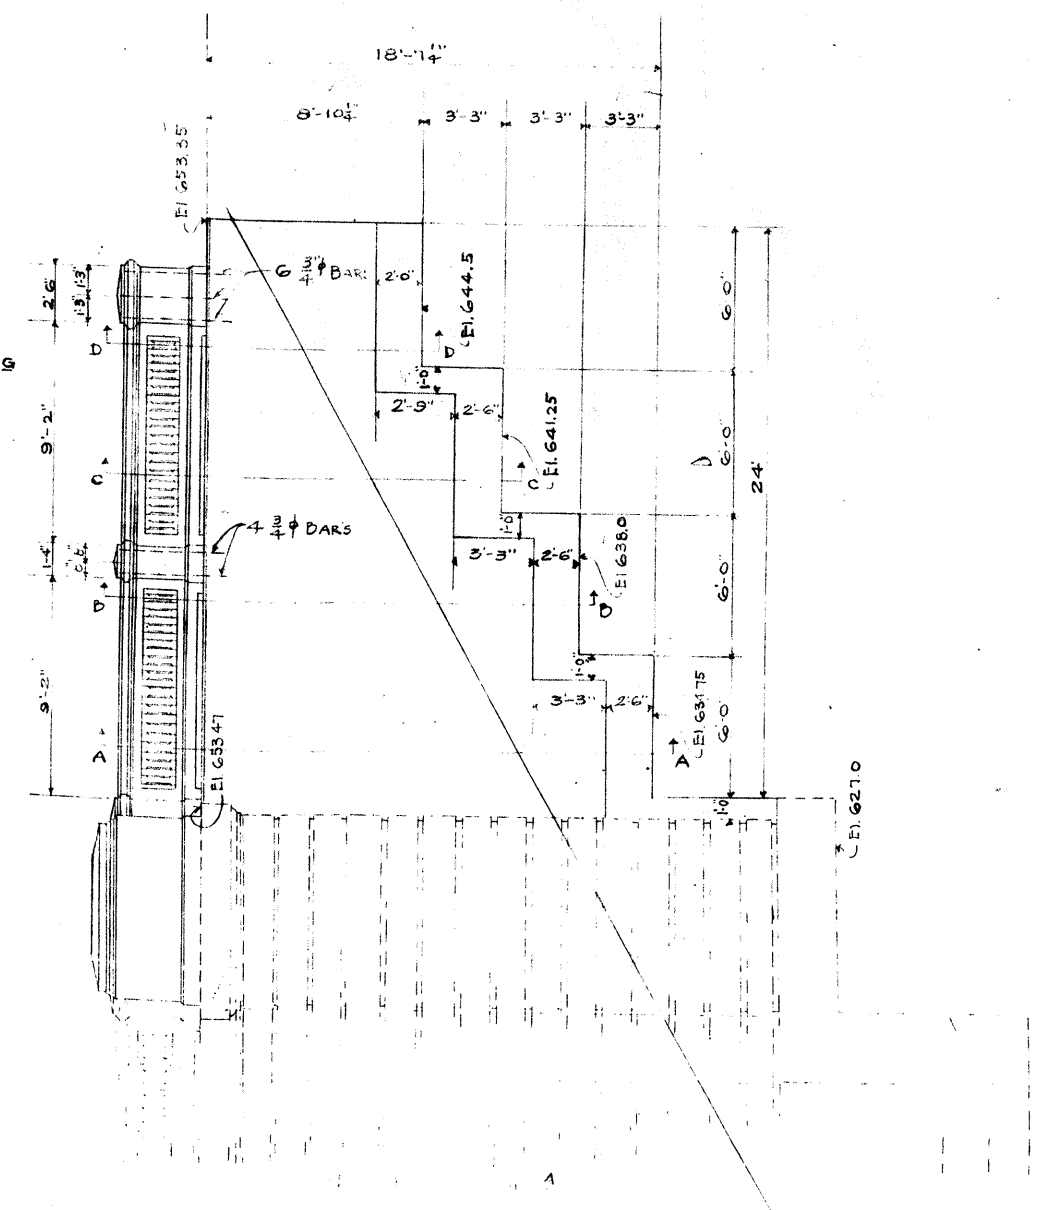 18'-7¼"
8'-10¼"
3'-3"
3'-3"
3'-3"
El. 653.35
6 ¾"ϕ BARS
2'-0"
El. 644.5
6'-0"
2'-6"
1'-3"
1'-3"
D
D
1'-0"
2'-9"
2'-6"
El. 641.25
6'-0"
24'
9'-2"
C
C
4 ¾ ϕ BARS
1'-0"
3'-3"
2'-6"
El. 638.0
6'-0"
1'-4"
B
B
1'-0"
3'-3"
2'-6"
9'-2"
El. 653.47
A
A
El. 634.75
6'-0"
1'-0"
El. 627.0